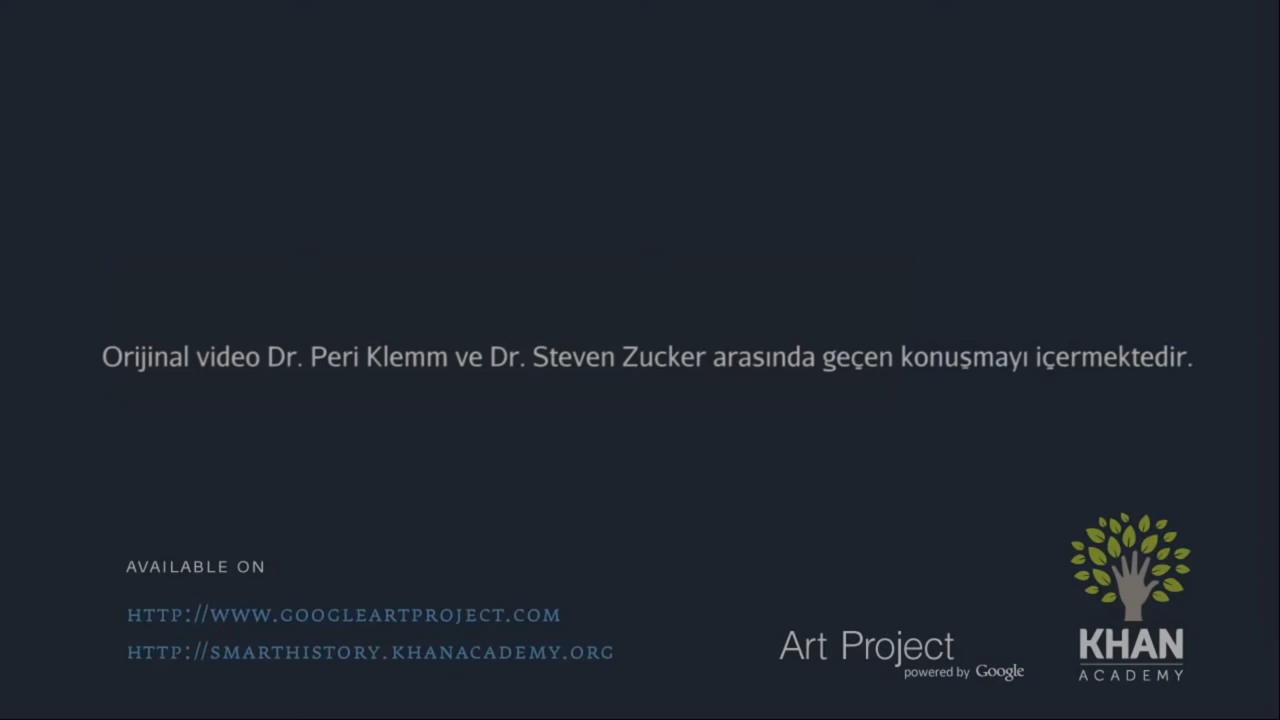 Orijinal video Dr. Peri Klemm ve Dr. Steven Zucker arasında geçen konuşmayı içermektedir.
AVAILABLE ON
HTTP://WWW.GOOGLEARTPROJECT.COM
HTTP://SMARTHISTORY.KHANACADEMY.ORG
Art Project
powered by Google
KHAN
ACADEMY